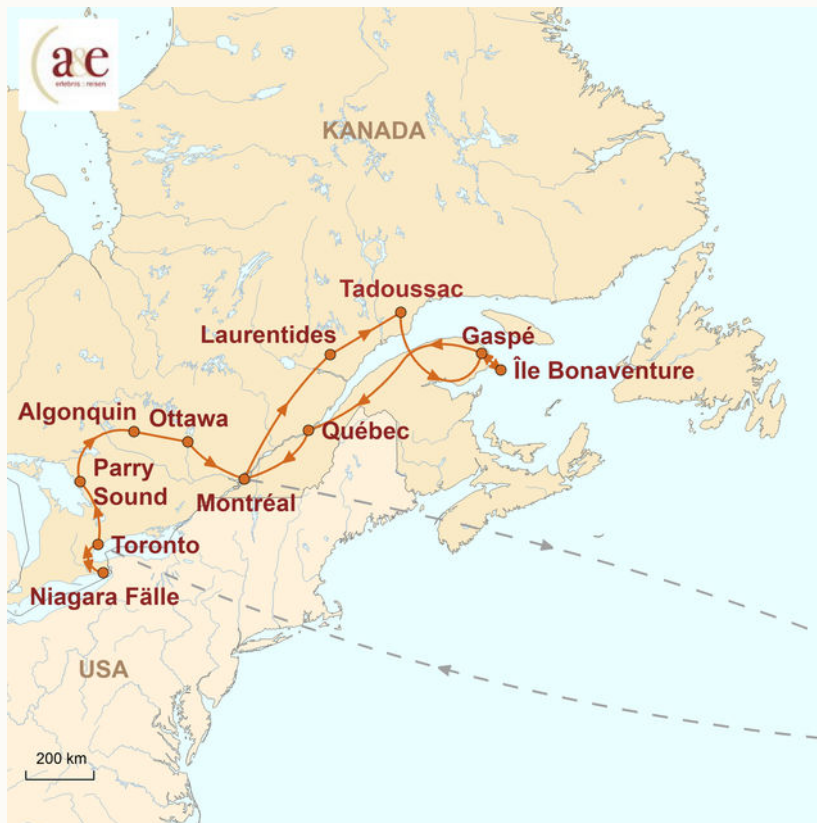 a&e
erlebnis : reisen
KANADA
Tadoussac
Laurentides
Gaspé
Île Bonaventure
Algonquin
Ottawa
Québec
Parry
Sound
Montréal
Toronto
Niagara Fälle
USA
200 km